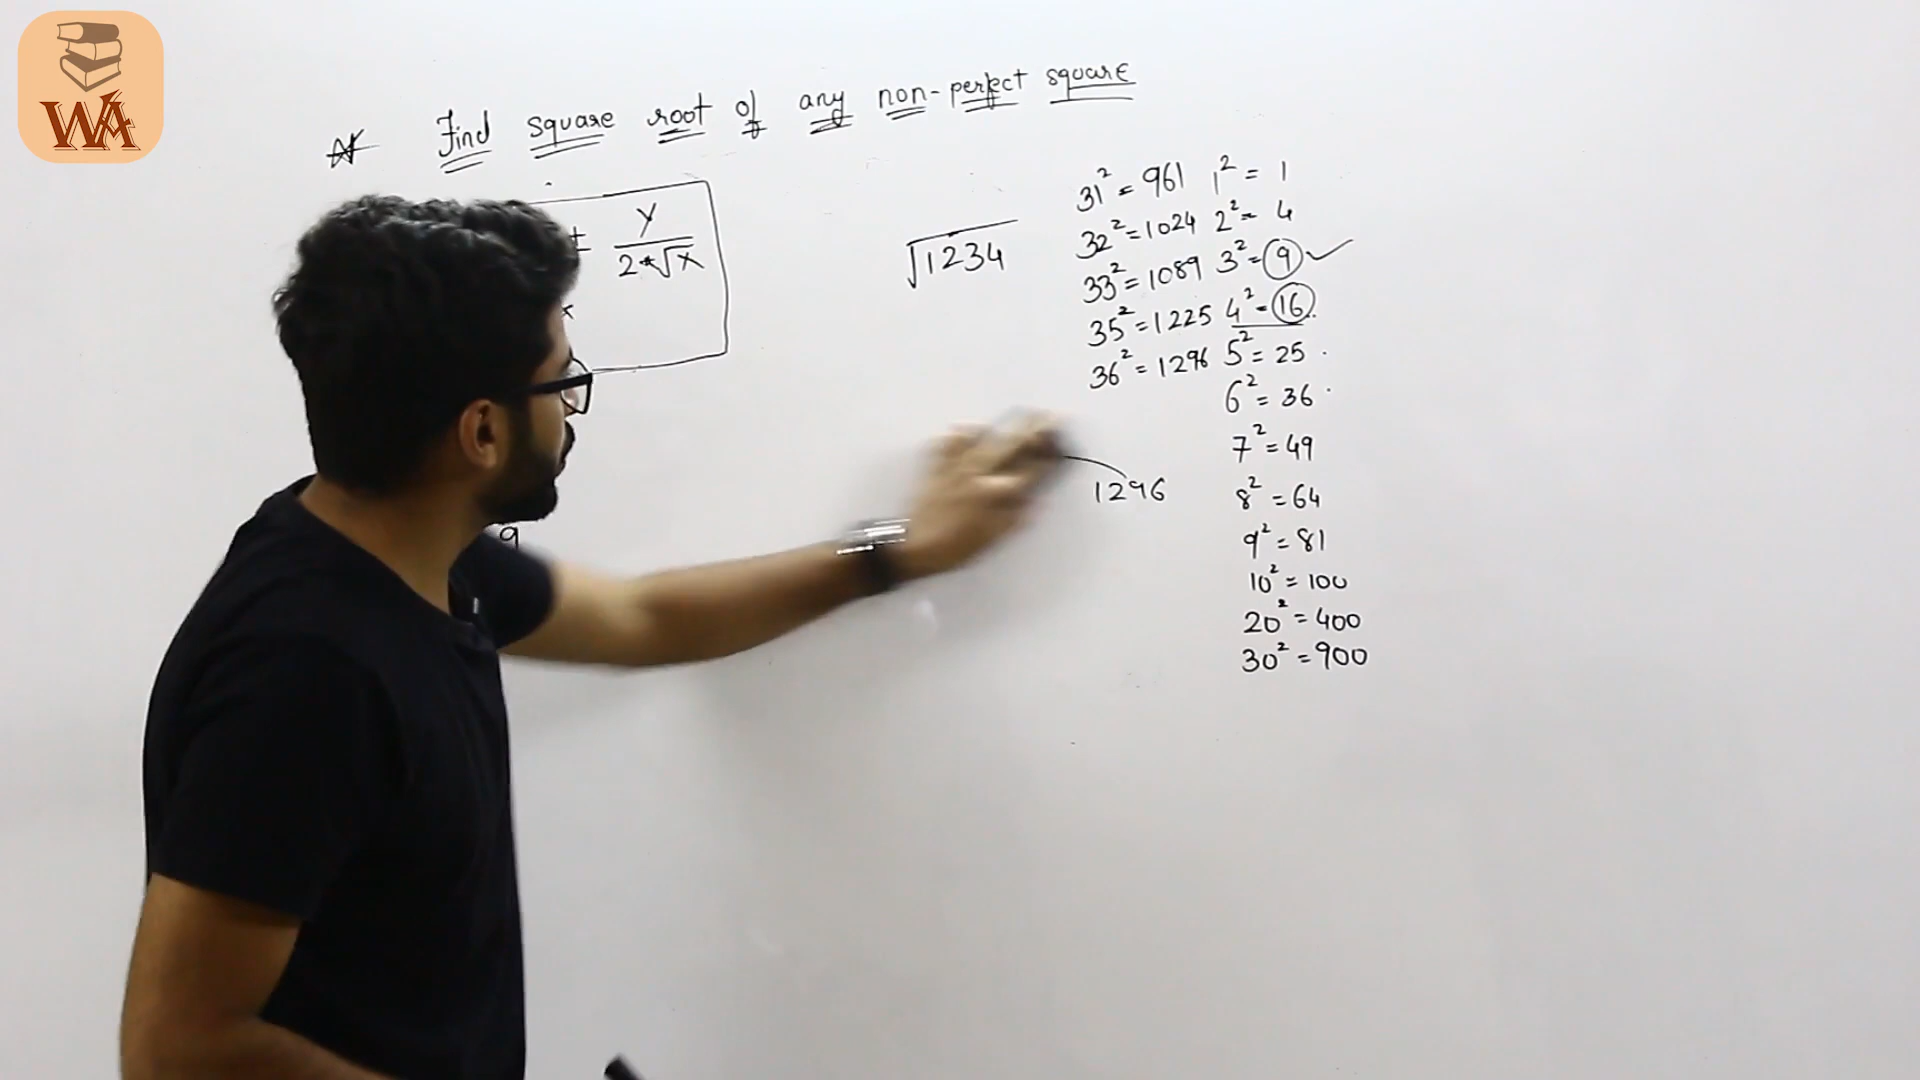 WA
Find square root of any non-perfect square
± y
2*√x
x
√1234
31² = 961
32² = 1024
33² = 1089
35² = 1225
36² = 1296
1² = 1
2² = 4
3² = 9
4² = 16
5² = 25
6² = 36
7² = 49
8² = 64
9² = 81
10² = 100
20² = 400
30² = 900
1296
9